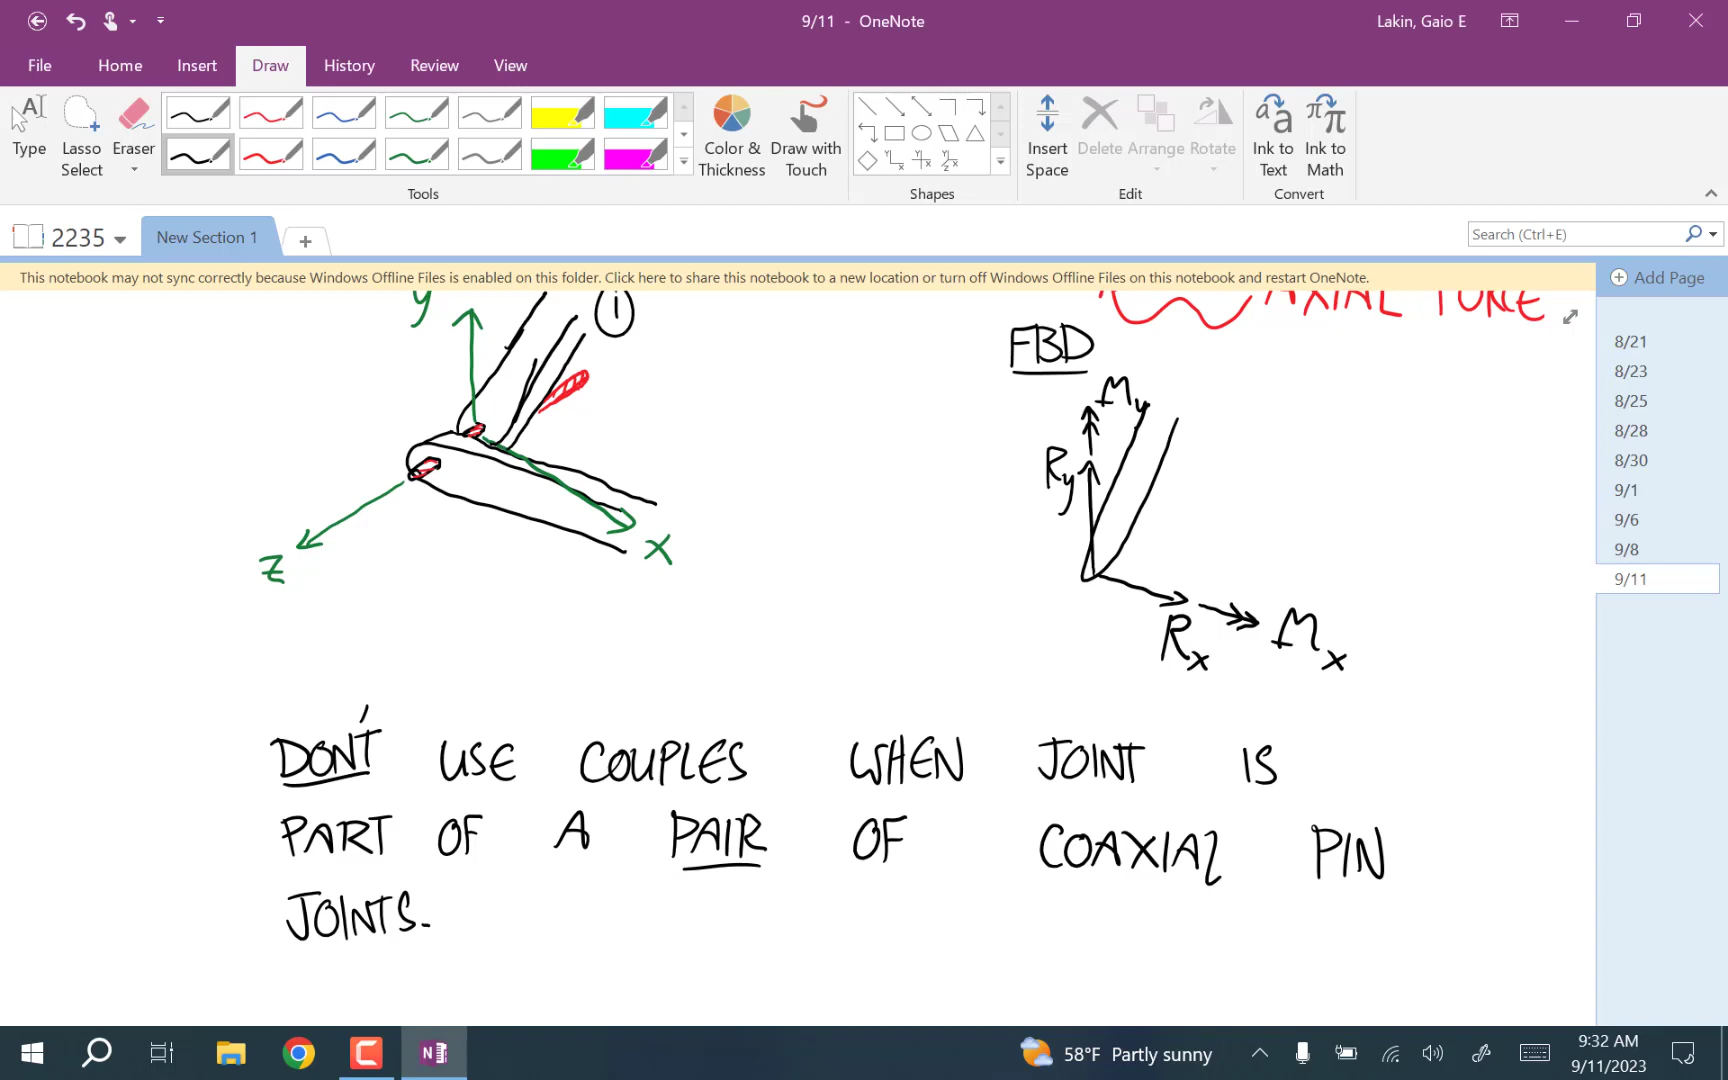 9/11 - OneNote
Lakin, Gaio E
File
Home
Insert
Draw
History
Review
View
Type
Lasso
Select
Eraser
Color &
Thickness
Draw with
Touch
Insert
Space
Delete
Arrange
Rotate
Ink to
Text
Ink to
Math
Tools
Shapes
Edit
Convert
2235
New Section 1
Search (Ctrl+E)
This notebook may not sync correctly because Windows Offline Files is enabled on this folder. Click here to share this notebook to a new location or turn off Windows Offline Files on this notebook and restart OneNote.
Add Page
8/21
8/23
8/25
8/28
8/30
9/1
9/6
9/8
9/11
y
1
AXIAL
FBD
My
Ry
z
x
Rx
Mx
DON'T USE COUPLES WHEN JOINT IS
PART OF A PAIR OF COAXIAL PIN
JOINTS.
58°F Partly sunny
9:32 AM
9/11/2023